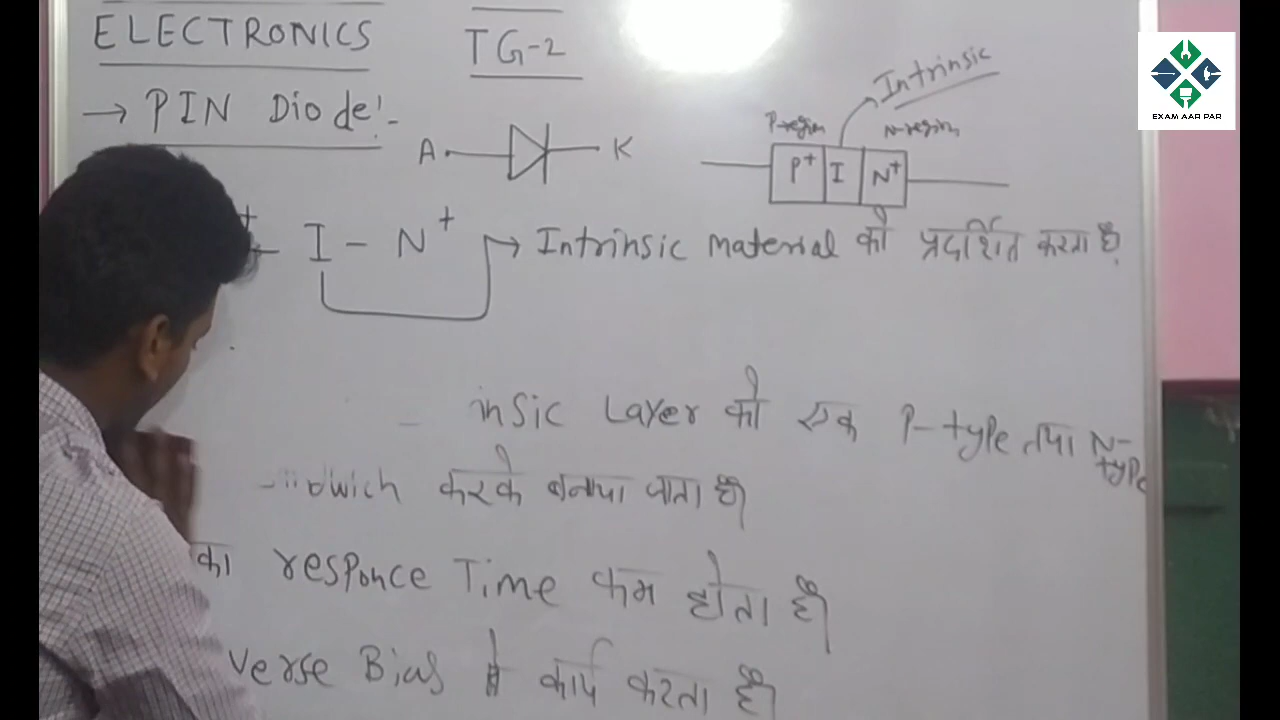 ELECTRONICS TG-2
→ PIN Diode:-
Intrinsic
P-region N-region
A K P+ I N+
+ - I - N+ → Intrinsic material को प्रदर्शित करता है
insic Layer को एक P-type तथा N-type
dwich करके बनाया जाता है
का responce Time कम होता है
verse Bias में कार्य करता है
EXAM AAR PAR